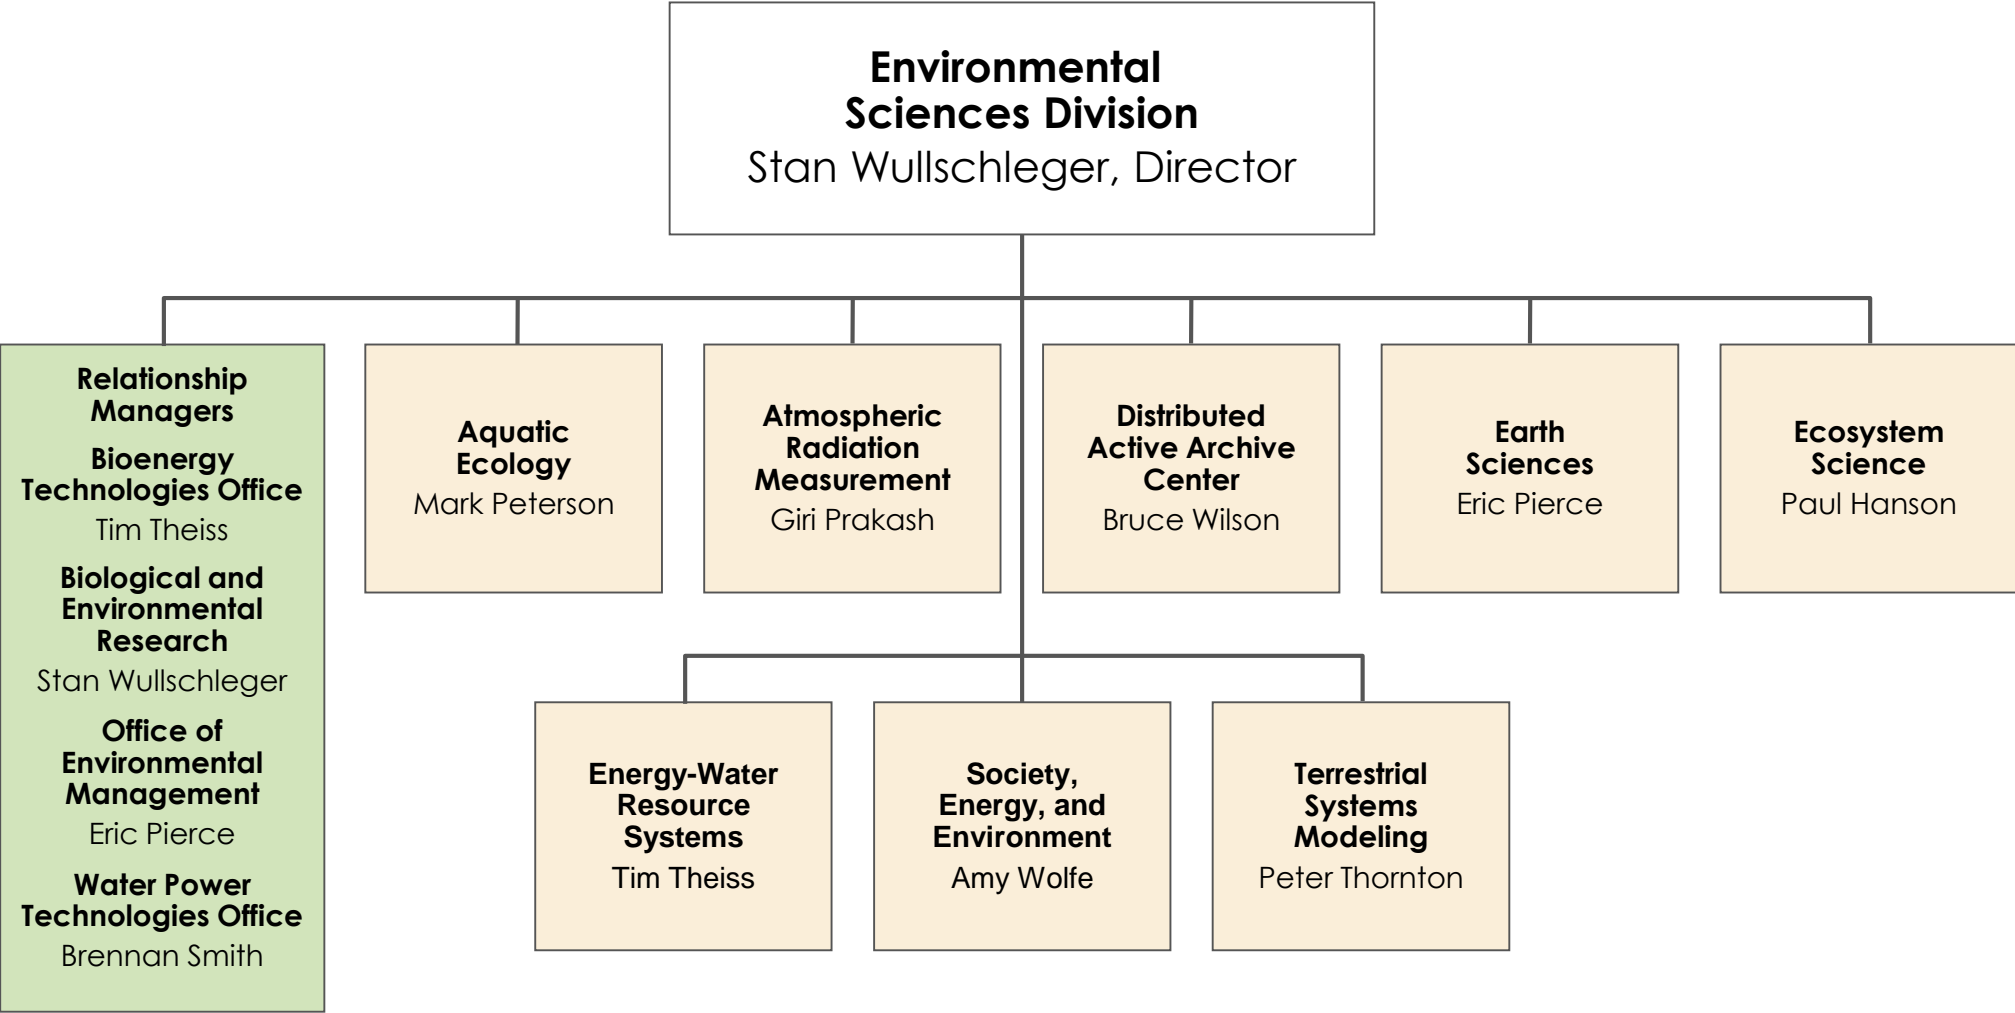 Environmental
Sciences Division
Stan Wullschleger, Director
Relationship
Managers
Bioenergy
Technologies Office
Tim Theiss
Biological and
Environmental
Research
Stan Wullschleger
Office of
Environmental
Management
Eric Pierce
Water Power
Technologies Office
Brennan Smith
Aquatic
Ecology
Mark Peterson
Atmospheric
Radiation
Measurement
Giri Prakash
Distributed
Active Archive
Center
Bruce Wilson
Earth
Sciences
Eric Pierce
Ecosystem
Science
Paul Hanson
Energy-Water
Resource
Systems
Tim Theiss
Society,
Energy, and
Environment
Amy Wolfe
Terrestrial
Systems
Modeling
Peter Thornton